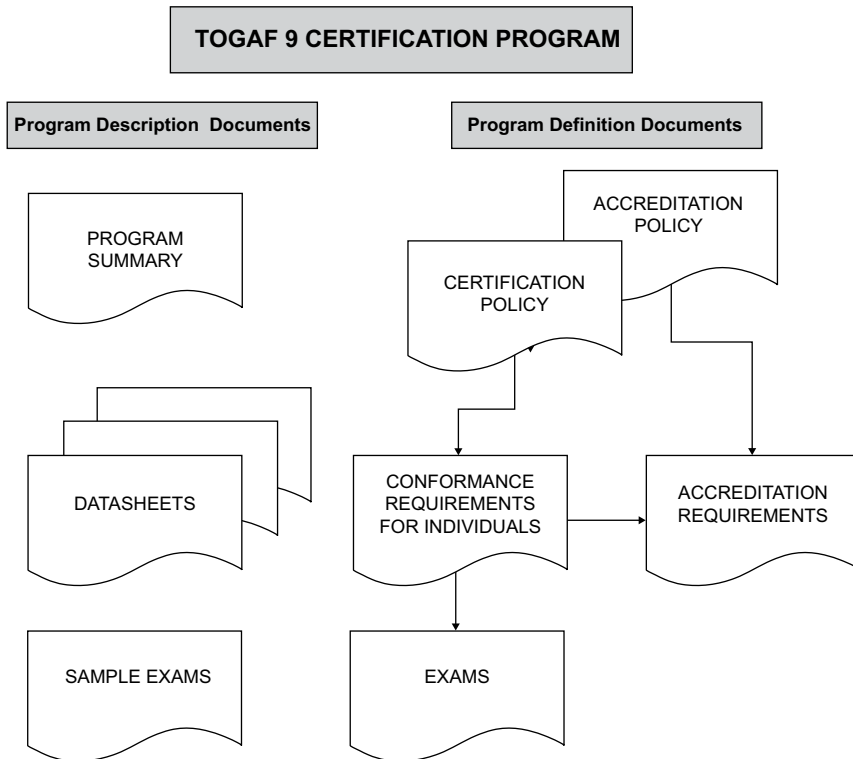 TOGAF 9 CERTIFICATION PROGRAM
Program Description Documents
Program Definition Documents
PROGRAM
SUMMARY
ACCREDITATION
POLICY
CERTIFICATION
POLICY
DATASHEETS
CONFORMANCE
REQUIREMENTS
FOR INDIVIDUALS
ACCREDITATION
REQUIREMENTS
SAMPLE EXAMS
EXAMS